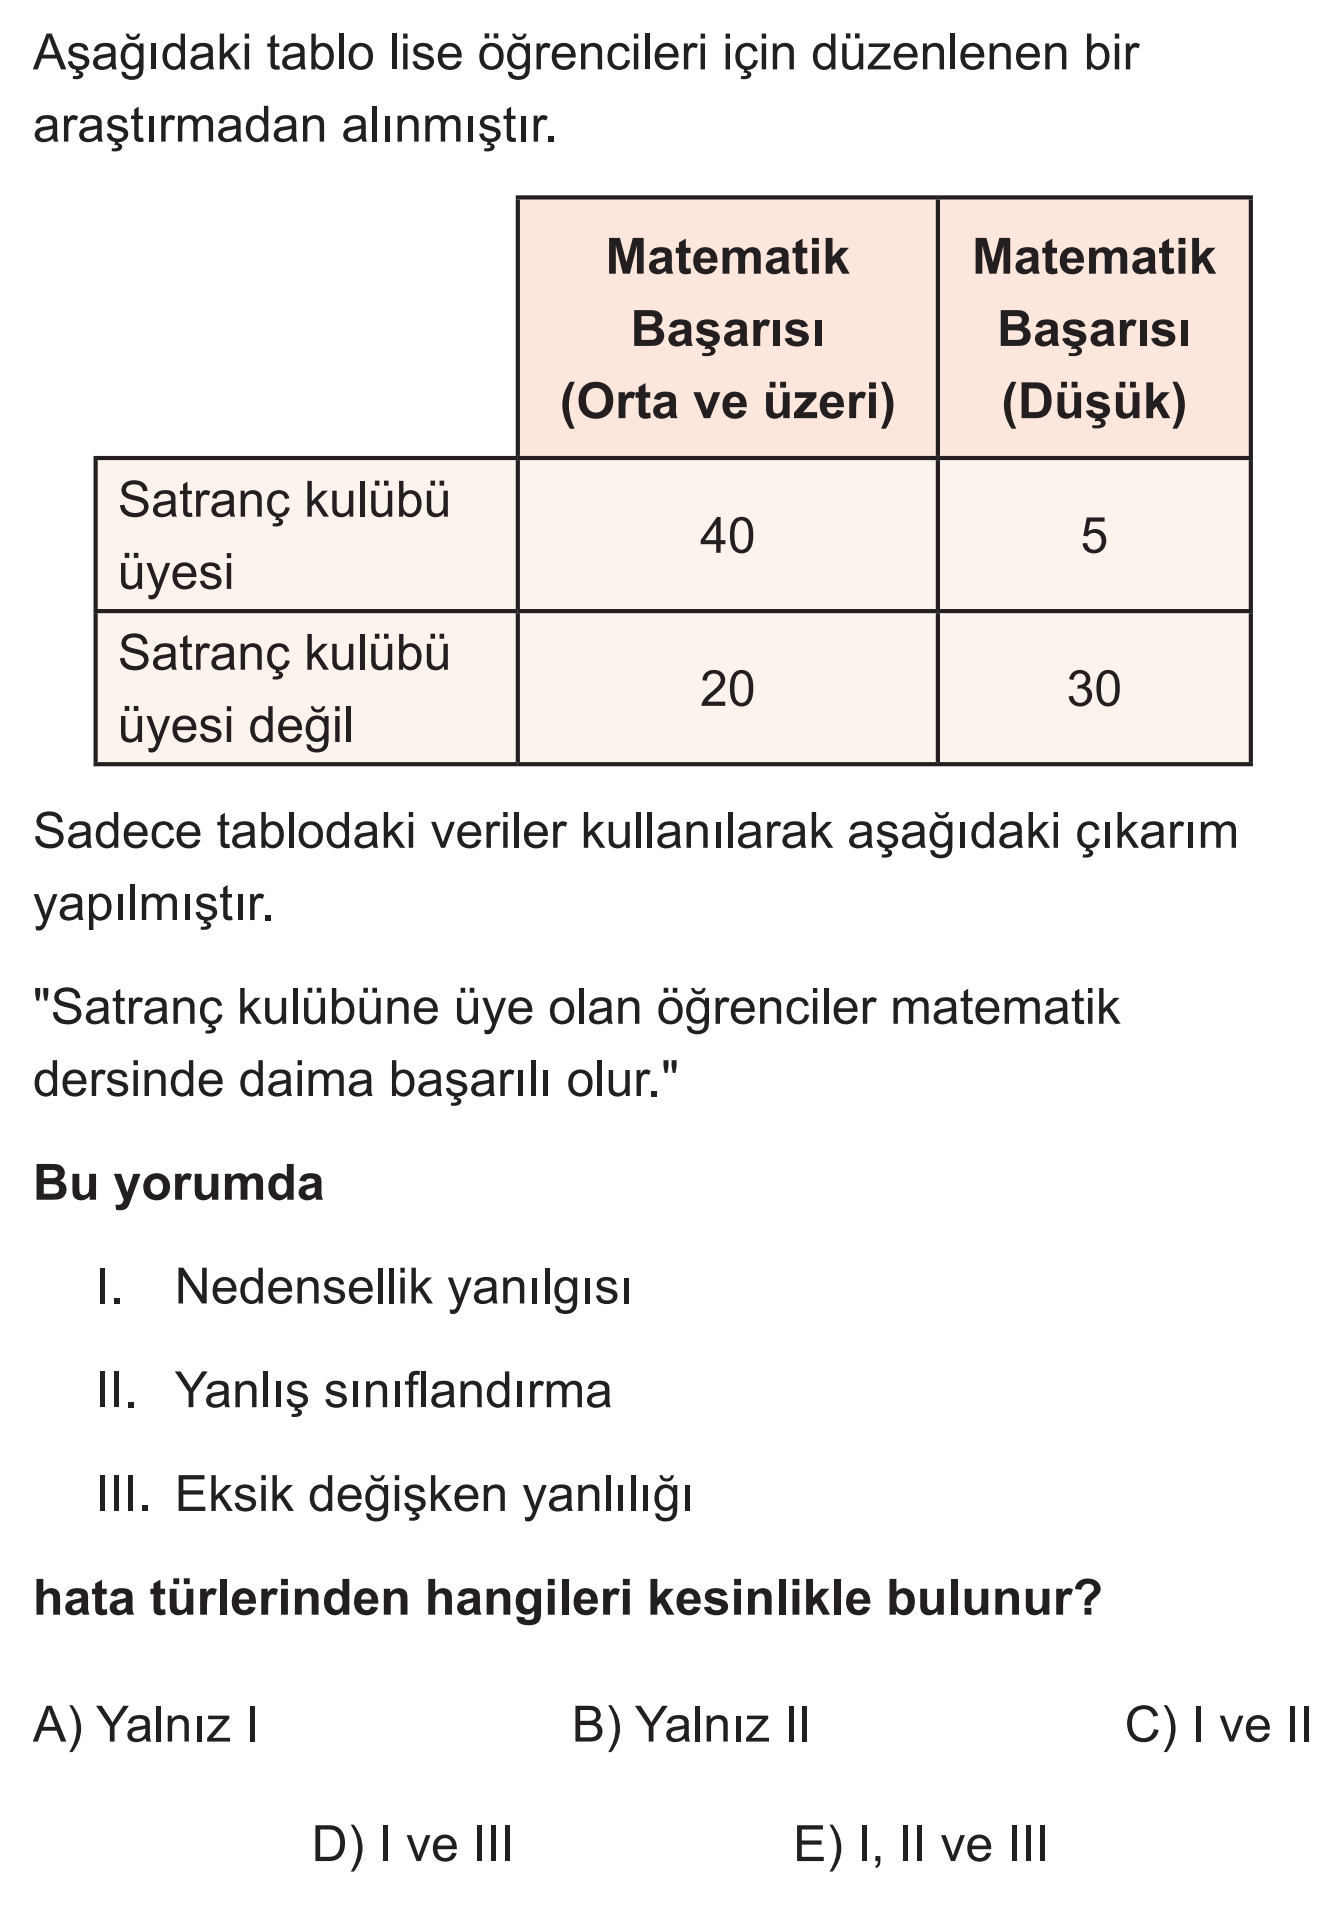 Aşağıdaki tablo lise öğrencileri için düzenlenen bir
araştırmadan alınmıştır.
Matematik
Başarısı
(Orta ve üzeri)
Matematik
Başarısı
(Düşük)
Satranç kulübü
üyesi
40
5
Satranç kulübü
üyesi değil
20
30
Sadece tablodaki veriler kullanılarak aşağıdaki çıkarım
yapılmıştır.
"Satranç kulübüne üye olan öğrenciler matematik
dersinde daima başarılı olur."
Bu yorumda
I. Nedensellik yanılgısı
II. Yanlış sınıflandırma
III. Eksik değişken yanlılığı
hata türlerinden hangileri kesinlikle bulunur?
A) Yalnız I B) Yalnız II C) I ve II
D) I ve III E) I, II ve III